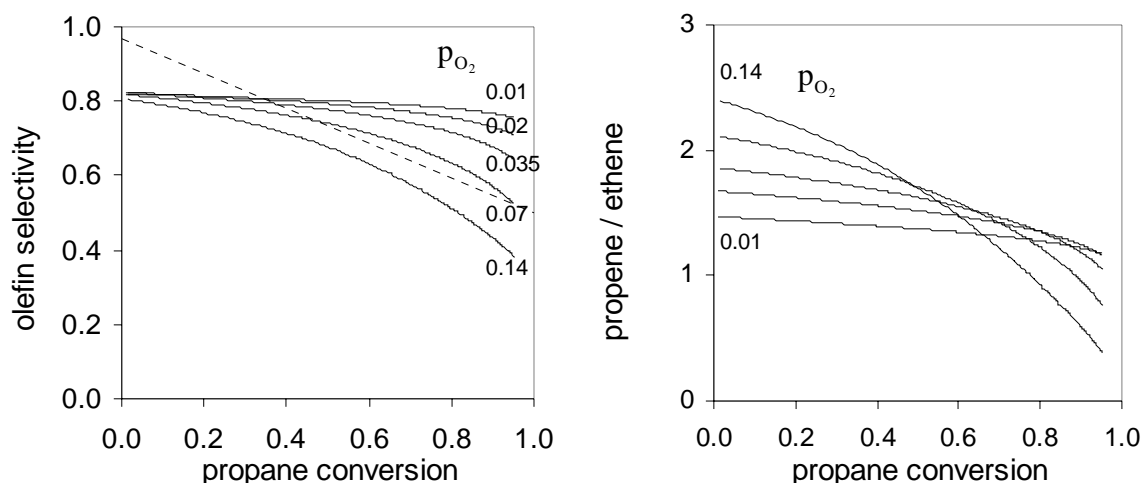 1.0
0.8
0.6
0.4
0.2
0.0
olefin selectivity
pO₂
0.01
0.02
0.035
0.07
0.14
0.0 0.2 0.4 0.6 0.8 1.0
propane conversion
3
2
1
0
propene / ethene
0.14
pO₂
0.01
0.0 0.2 0.4 0.6 0.8 1.0
propane conversion